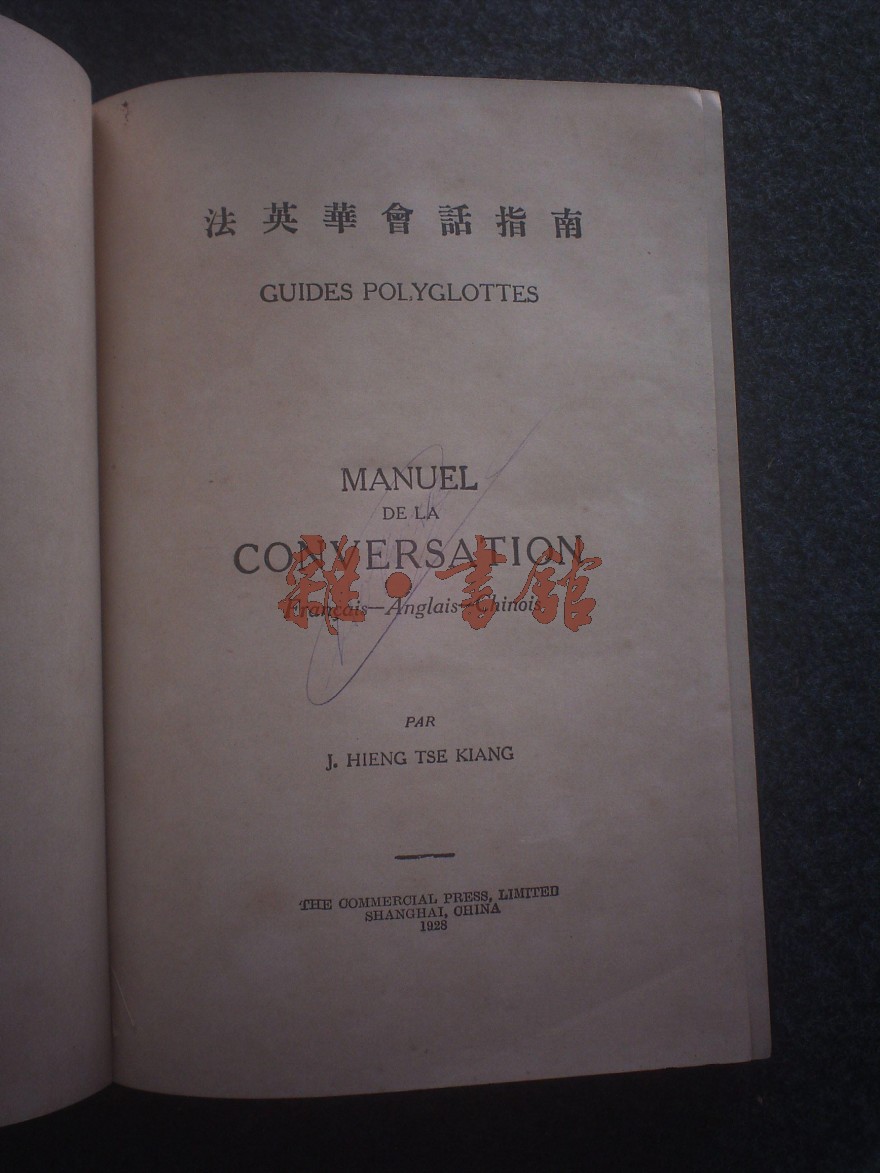 法英華會話指南
GUIDES POLYGLOTTES
MANUEL
DE LA
CONVERSATION
雜•書館
Français—Anglais—Chinois
PAR
J. HIENG TSE KIANG
THE COMMERCIAL PRESS, LIMITED
SHANGHAI, CHINA
1928